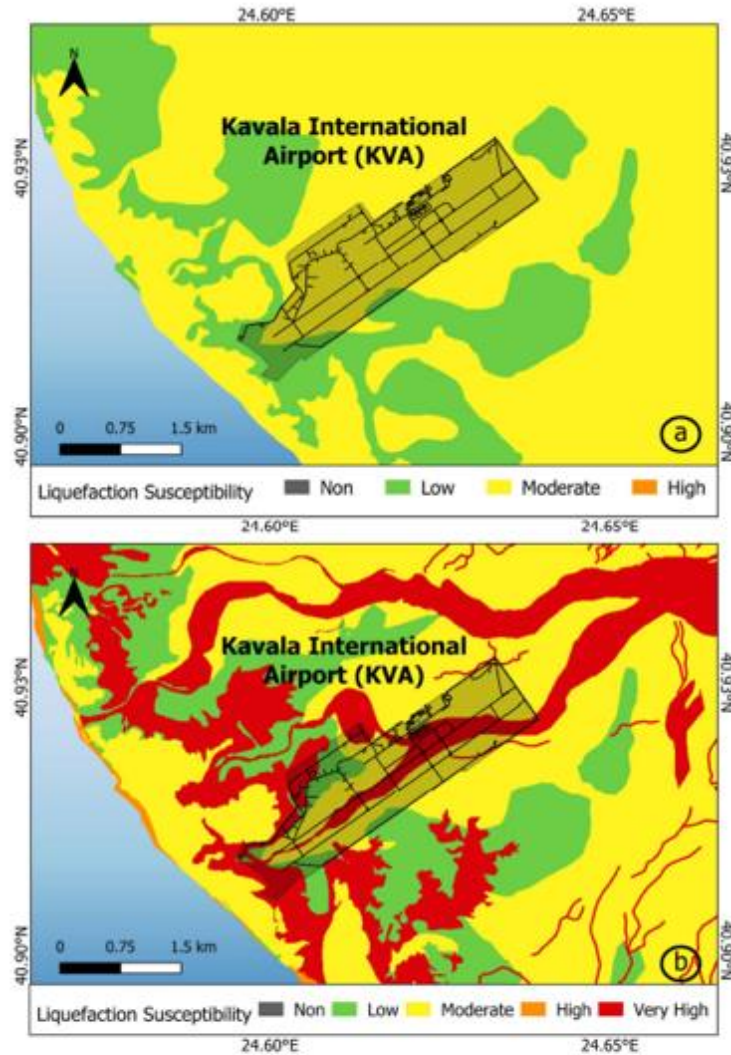 24.60°E 24.65°E
N
Kavala International
Airport (KVA)
40.93°N 40.93°N
40.90°N 40.90°N
0 0.75 1.5 km
a
Liquefaction Susceptibility Non Low Moderate High
24.60°E 24.65°E
N
Kavala International
Airport (KVA)
40.93°N 40.93°N
40.90°N 40.90°N
0 0.75 1.5 km
b
Liquefaction Susceptibility Non Low Moderate High Very High
24.60°E 24.65°E